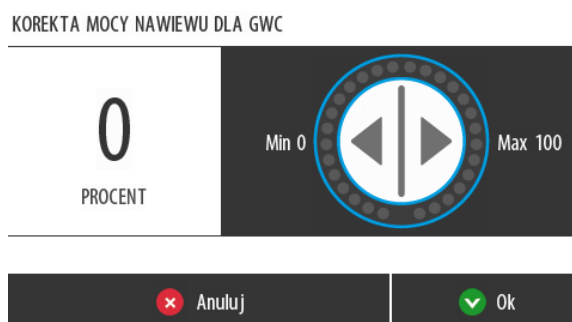 KOREKTA MOCY NAWIEWU DLA GWC
0
PROCENT
Min 0
Max 100
Anuluj
Ok